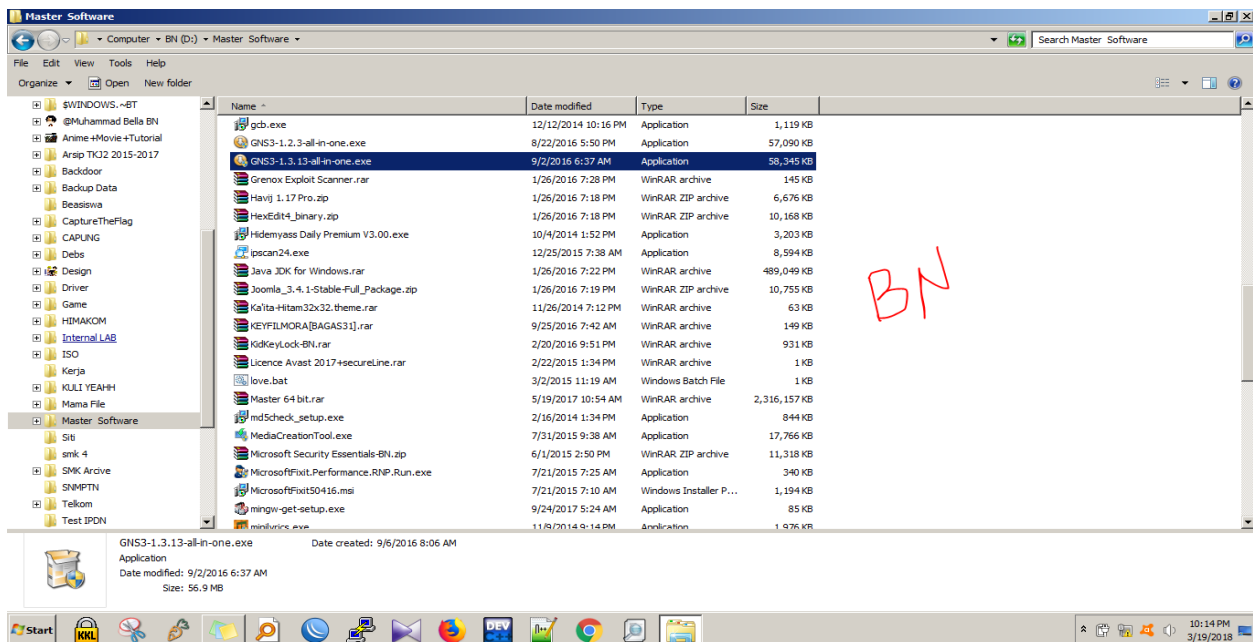 Master Software
Computer BN (D:) Master Software
Search Master Software
File Edit View Tools Help
Organize Open New folder
$WINDOWS.~BT
@Muhammad Bella BN
Anime+Movie+Tutorial
Arsip TKJ2 2015-2017
Backdoor
Backup Data
Beasiswa
CaptureTheFlag
CAPUNG
Debs
Design
Driver
Game
HIMAKOM
Internal LAB
ISO
Kerja
KULI YEAHH
Mama File
Master Software
Siti
smk 4
SMK Arcive
SNMPTN
Telkom
Test IPDN
Name Date modified Type Size
gcb.exe 12/12/2014 10:16 PM Application 1,119 KB
GNS3-1.2.3-all-in-one.exe 8/22/2016 5:50 PM Application 57,090 KB
GNS3-1.3.13-all-in-one.exe 9/2/2016 6:37 AM Application 58,345 KB
Grenox Exploit Scanner.rar 1/26/2016 7:28 PM WinRAR archive 145 KB
Havij 1.17 Pro.zip 1/26/2016 7:18 PM WinRAR ZIP archive 6,676 KB
HexEdit4_binary.zip 1/26/2016 7:18 PM WinRAR ZIP archive 10,168 KB
Hidemyass Daily Premium V3.00.exe 10/4/2014 1:52 PM Application 3,203 KB
ipscan24.exe 12/25/2015 7:38 AM Application 8,594 KB
Java JDK for Windows.rar 1/26/2016 7:22 PM WinRAR archive 489,049 KB
Joomla_3.4.1-Stable-Full_Package.zip 1/26/2016 7:19 PM WinRAR ZIP archive 10,755 KB
Ka'ita-Hitam32x32.theme.rar 11/26/2014 7:12 PM WinRAR archive 63 KB
KEYFILMORA[BAGAS31].rar 9/25/2016 7:42 AM WinRAR archive 149 KB
KidKeyLock-BN.rar 2/20/2016 9:51 PM WinRAR archive 931 KB
Licence Avast 2017+secureLine.rar 2/22/2015 1:34 PM WinRAR archive 1 KB
love.bat 3/2/2015 11:19 AM Windows Batch File 1 KB
Master 64 bit.rar 5/19/2017 10:54 AM WinRAR archive 2,316,157 KB
md5check_setup.exe 2/16/2014 1:34 PM Application 844 KB
MediaCreationTool.exe 7/31/2015 9:38 AM Application 17,766 KB
Microsoft Security Essentials-BN.zip 6/1/2015 2:50 PM WinRAR ZIP archive 11,318 KB
MicrosoftFixit.Performance.RNP.Run.exe 7/21/2015 7:25 AM Application 340 KB
MicrosoftFixit50416.msi 7/21/2015 7:10 AM Windows Installer P... 1,194 KB
mingw-get-setup.exe 9/24/2017 5:24 AM Application 85 KB
minilyrics.exe 11/9/2014 9:14 PM Application 1,976 KB
BN
GNS3-1.3.13-all-in-one.exe Date created: 9/6/2016 8:06 AM
Application
Date modified: 9/2/2016 6:37 AM
Size: 56.9 MB
Start KKL DEV C++ 10:14 PM
3/19/2018